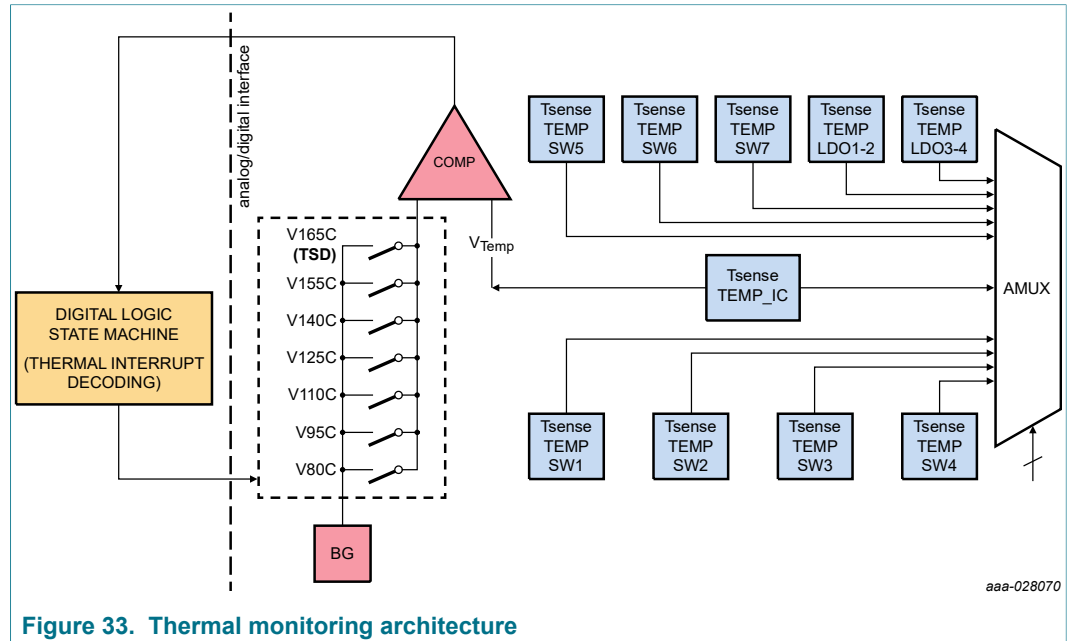 analog/digital interface
COMP
V165C
(TSD)
V155C
V140C
V125C
V110C
V95C
V80C
BG
DIGITAL LOGIC
STATE MACHINE
(THERMAL INTERRUPT
DECODING)
VTemp
Tsense
TEMP
SW5
Tsense
TEMP
SW6
Tsense
TEMP
SW7
Tsense
TEMP
LDO1-2
Tsense
TEMP
LDO3-4
Tsense
TEMP_IC
AMUX
Tsense
TEMP
SW1
Tsense
TEMP
SW2
Tsense
TEMP
SW3
Tsense
TEMP
SW4
aaa-028070
Figure 33. Thermal monitoring architecture